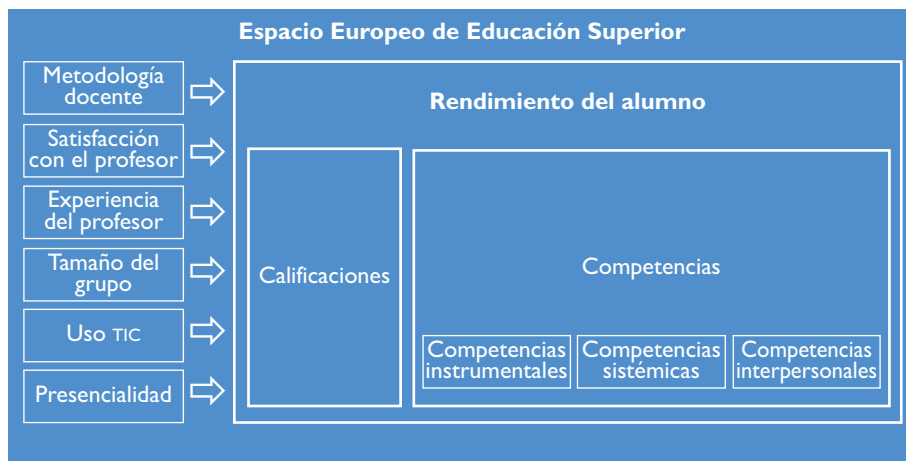 Espacio Europeo de Educación Superior
Metodología
docente
Satisfacción
con el profesor
Experiencia
del profesor
Tamaño del
grupo
Uso TIC
Presencialidad
Rendimiento del alumno
Calificaciones
Competencias
Competencias
instrumentales
Competencias
sistémicas
Competencias
interpersonales